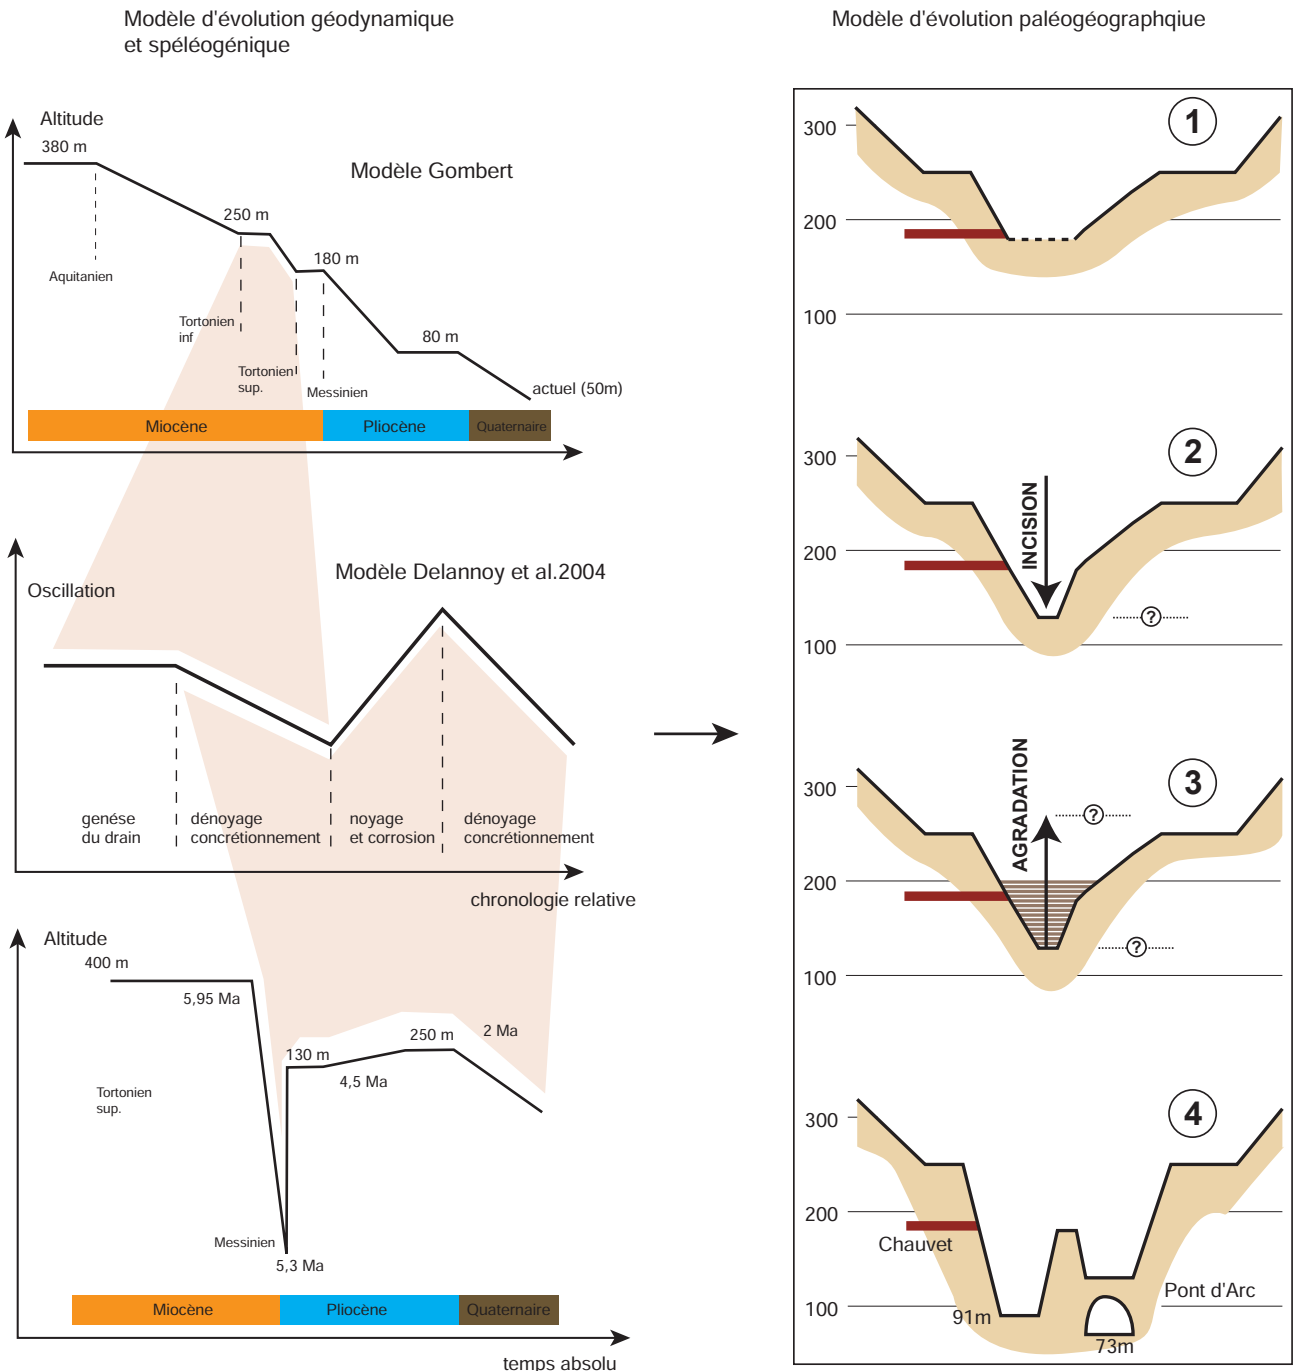 Modèle d'évolution géodynamique
et spéléogénique
Altitude
380 m
Modèle Gombert
250 m
180 m
Aquitanien
Tortonien
inf
80 m
Tortonien
sup.
Messinien
actuel (50m)
Miocène
Pliocène
Quaternaire
Modèle Delannoy et al.2004
Oscillation
genése
du drain
dénoyage
concrétionnement
noyage
et corrosion
dénoyage
concrétionnement
chronologie relative
Altitude
400 m
5,95 Ma
250 m
2 Ma
130 m
4,5 Ma
Tortonien
sup.
Messinien
5,3 Ma
Miocène
Pliocène
Quaternaire
temps absolu
Modèle d'évolution paléogéographqiue
1
300
200
100
2
300
INCISION
200
?
100
3
300
AGRADATION
?
200
?
100
4
300
200
Chauvet
Pont d'Arc
100
91m
73m